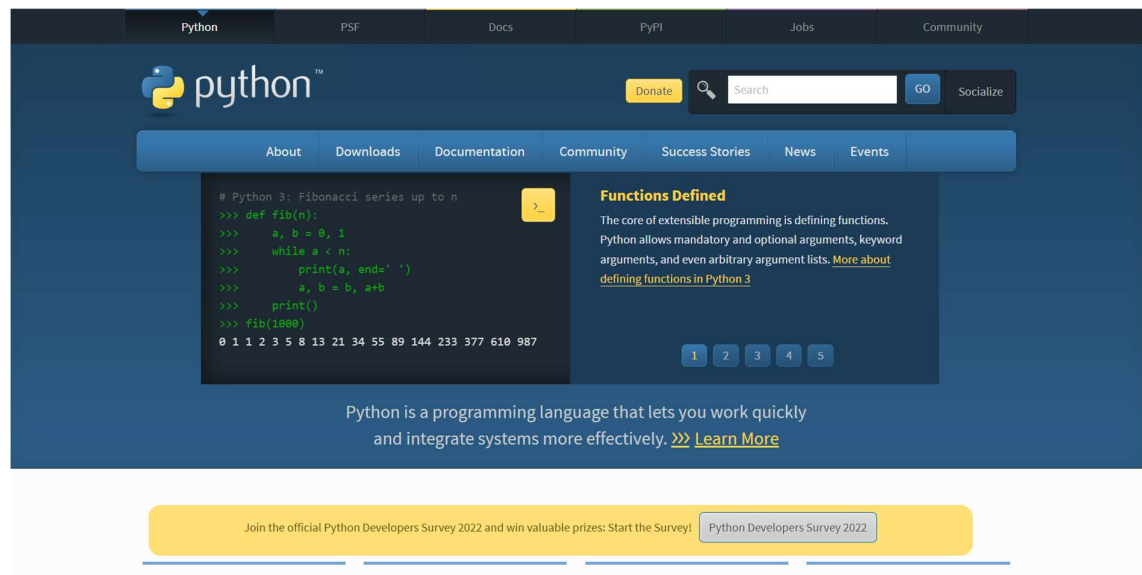 Python PSF Docs PyPI Jobs Community
python™
Donate Search GO Socialize
About Downloads Documentation Community Success Stories News Events
# Python 3: Fibonacci series up to n
>>> def fib(n):
>>>     a, b = 0, 1
>>>     while a < n:
>>>         print(a, end=' ')
>>>         a, b = b, a+b
>>>     print()
>>> fib(1000)
0 1 1 2 3 5 8 13 21 34 55 89 144 233 377 610 987
>_
Functions Defined
The core of extensible programming is defining functions.
Python allows mandatory and optional arguments, keyword
arguments, and even arbitrary argument lists. More about
defining functions in Python 3
1 2 3 4 5
Python is a programming language that lets you work quickly
and integrate systems more effectively. >>> Learn More
Join the official Python Developers Survey 2022 and win valuable prizes: Start the Survey! Python Developers Survey 2022